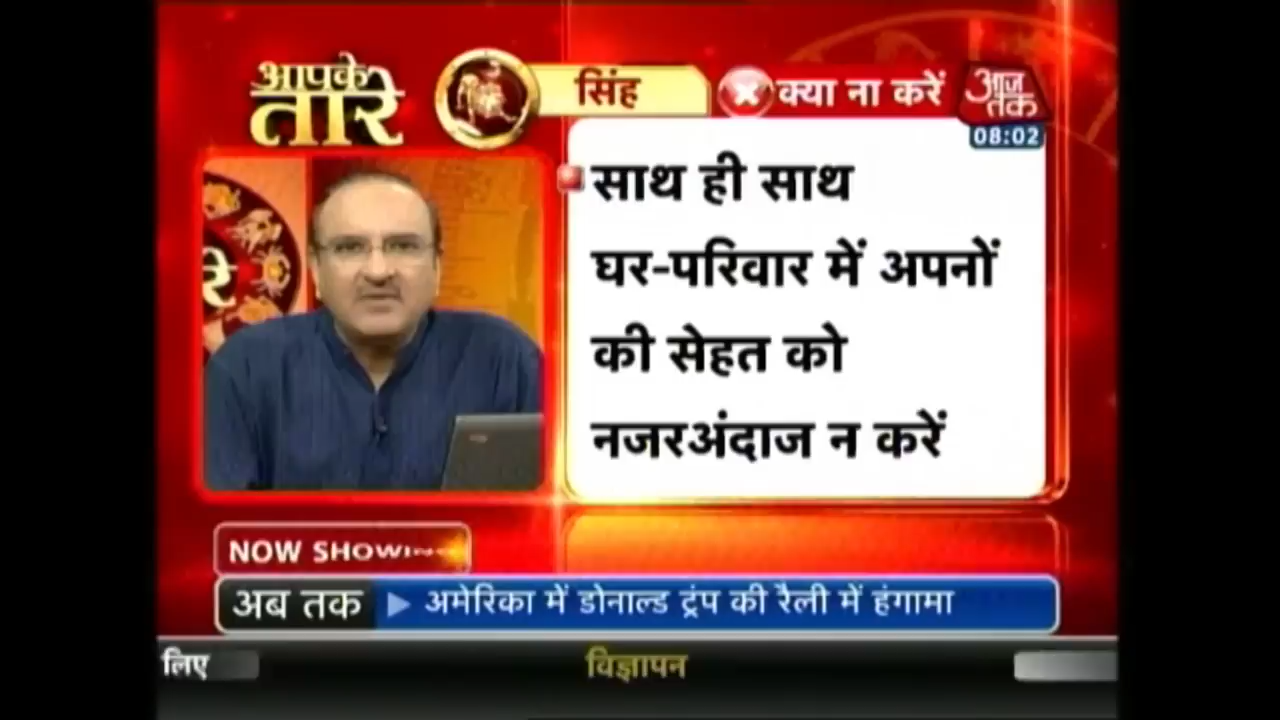 आपके
तारे
सिंह
क्या ना करें
आज
तक
08:02
साथ ही साथ
घर-परिवार में अपनों
की सेहत को
नजरअंदाज न करें
रे
NOW SHOWING
अब तक
अमेरिका में डोनाल्ड ट्रंप की रैली में हंगामा
लिए
विज्ञापन